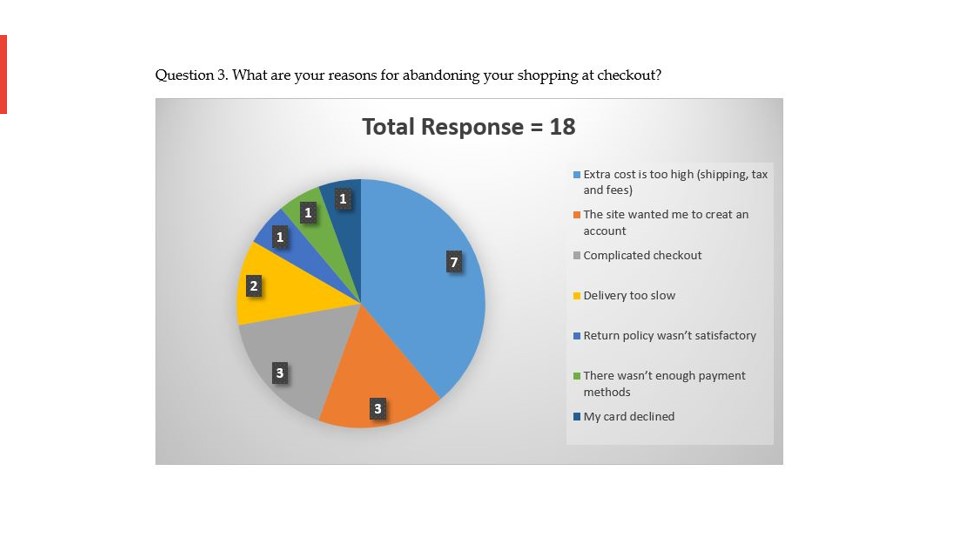 Question 3. What are your reasons for abandoning your shopping at checkout?
Total Response = 18
1
1
1
2
7
3
3
Extra cost is too high (shipping, tax
and fees)
The site wanted me to creat an
account
Complicated checkout
Delivery too slow
Return policy wasn’t satisfactory
There wasn’t enough payment
methods
My card declined